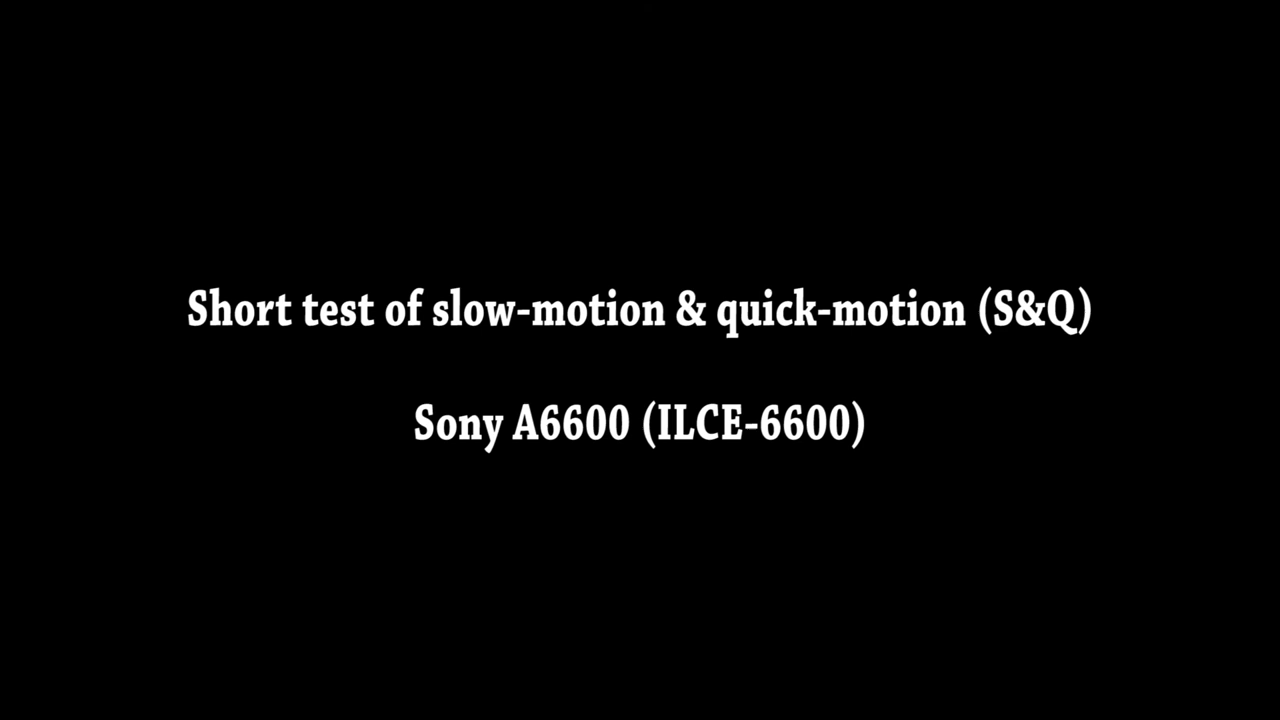 Short test of slow-motion & quick-motion (S&Q)
Sony A6600 (ILCE-6600)